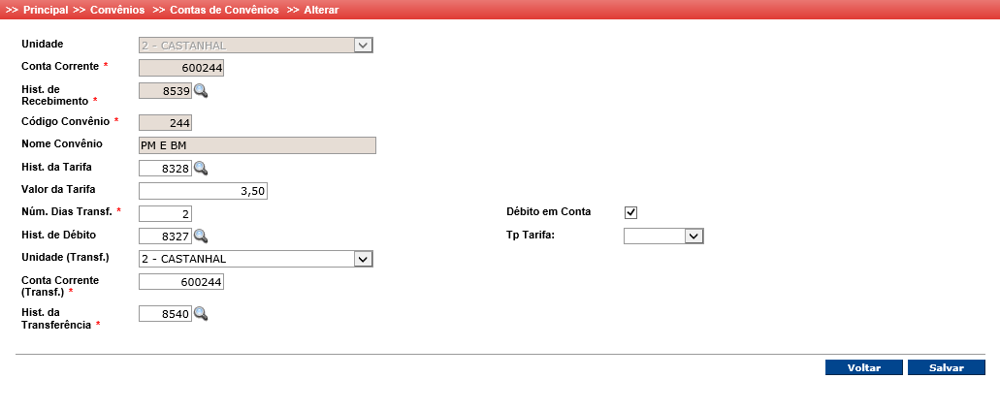 >> Principal >> Convênios >> Contas de Convênios >> Alterar
Unidade 2 - CASTANHAL
Conta Corrente * 600244
Hist. de
Recebimento * 8539
Código Convênio * 244
Nome Convênio PM E BM
Hist. da Tarifa 8328
Valor da Tarifa 3,50
Núm. Dias Transf. * 2 Débito em Conta
Hist. de Débito 8327 Tp Tarifa:
Unidade (Transf.) 2 - CASTANHAL
Conta Corrente
(Transf.) * 600244
Hist. da
Transferência * 8540
Voltar Salvar